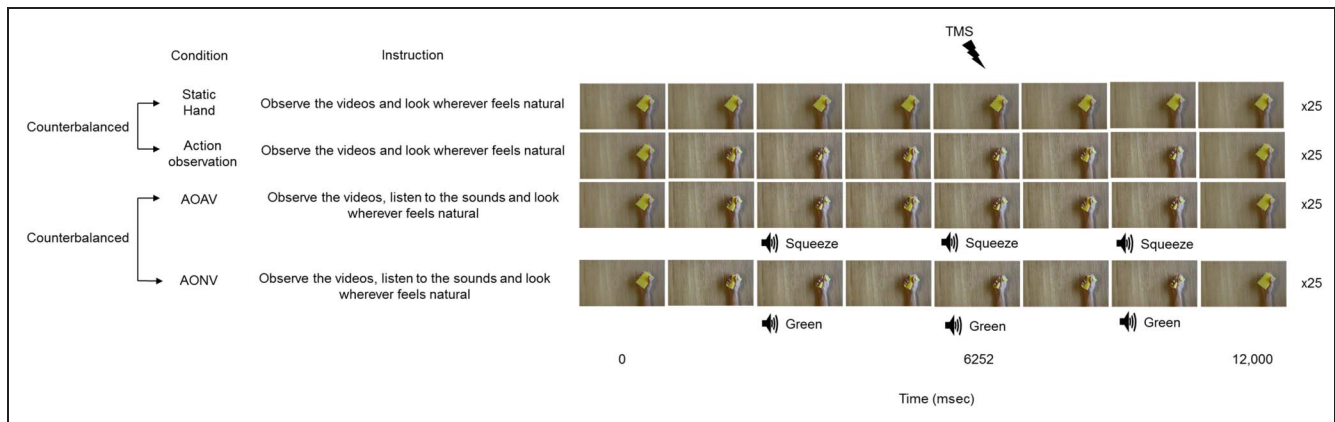 TMS
Condition
Instruction
Static
Hand
Observe the videos and look wherever feels natural
x25
Counterbalanced
Action
observation
Observe the videos and look wherever feels natural
x25
AOAV
Observe the videos, listen to the sounds and look
wherever feels natural
x25
Counterbalanced
Squeeze
Squeeze
Squeeze
AONV
Observe the videos, listen to the sounds and look
wherever feels natural
x25
Green
Green
Green
0
6252
12,000
Time (msec)